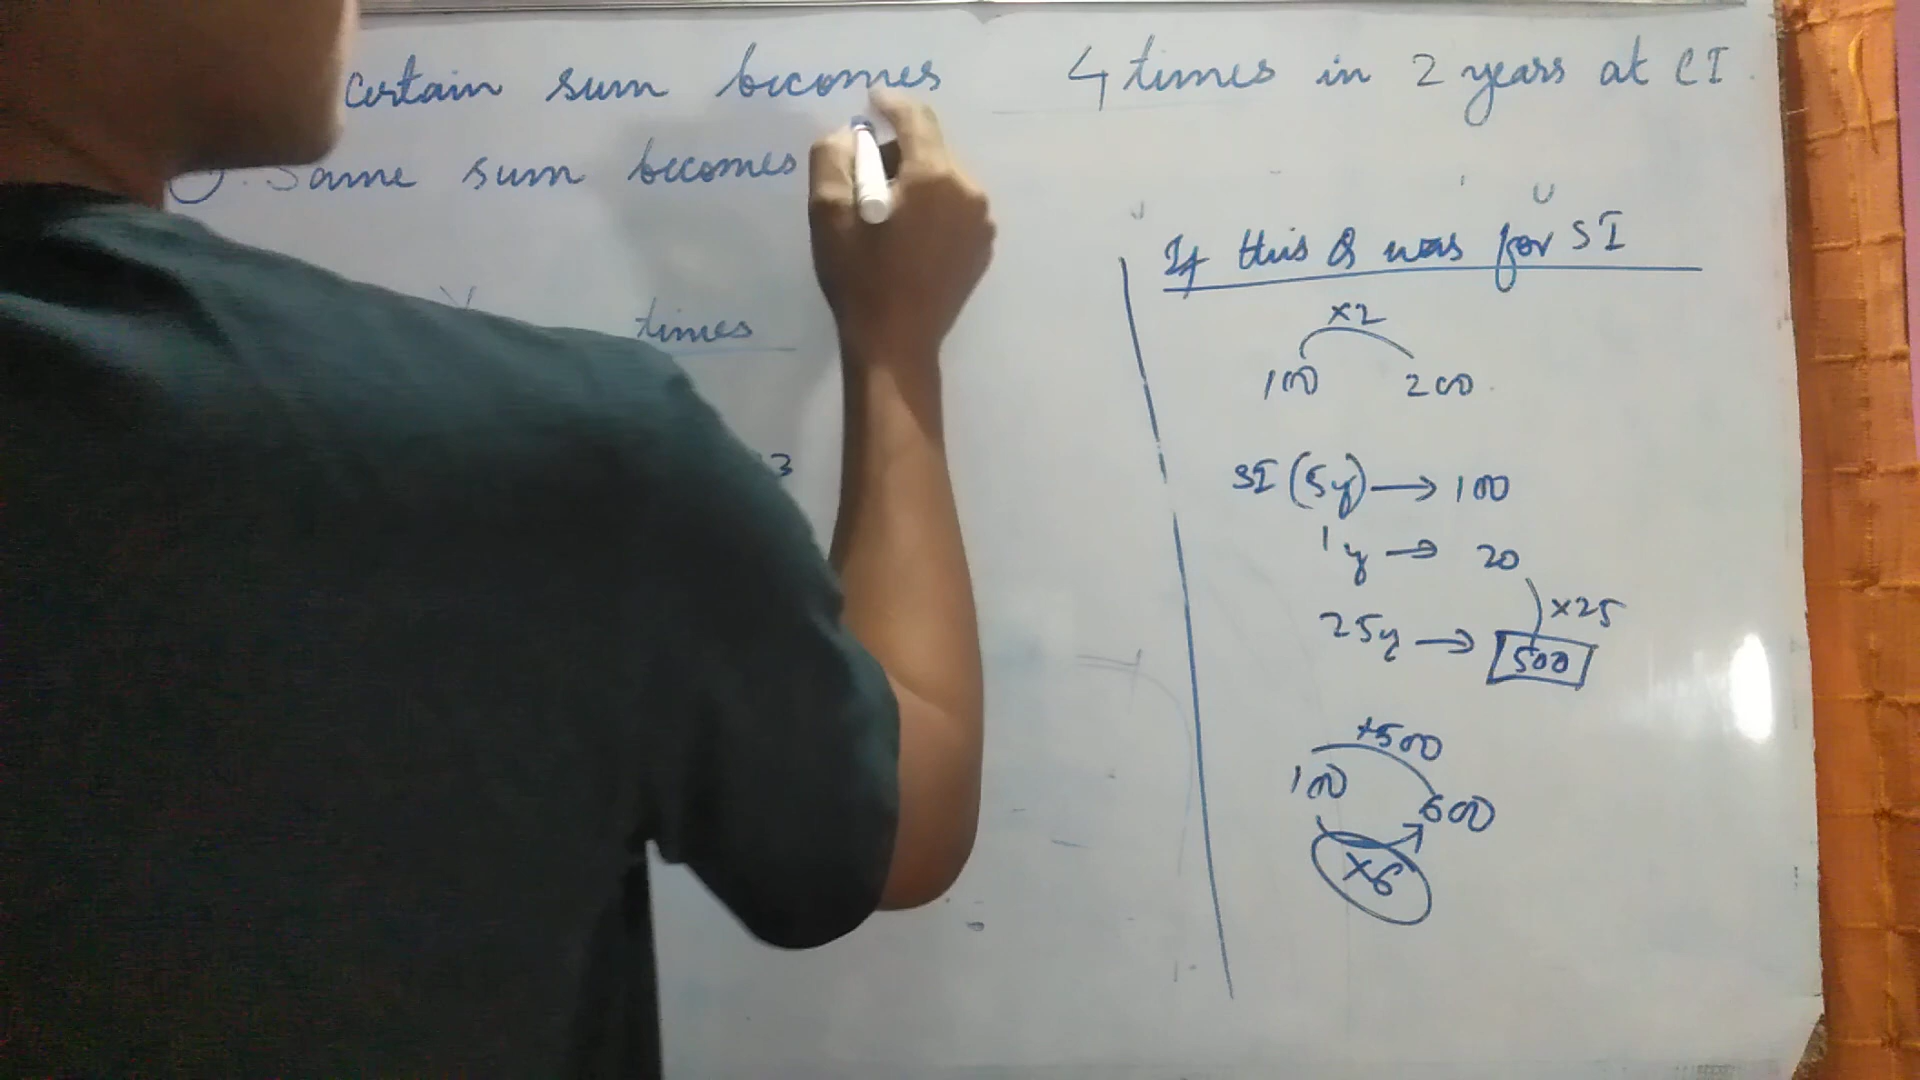 certain sum becomes 4 times in 2 years at CI
Same sum becomes
times
3
If this Q was for SI
×2
100 200
SI (5y) → 100
1y → 20
×25
25y → 500
+500
100 600
×6